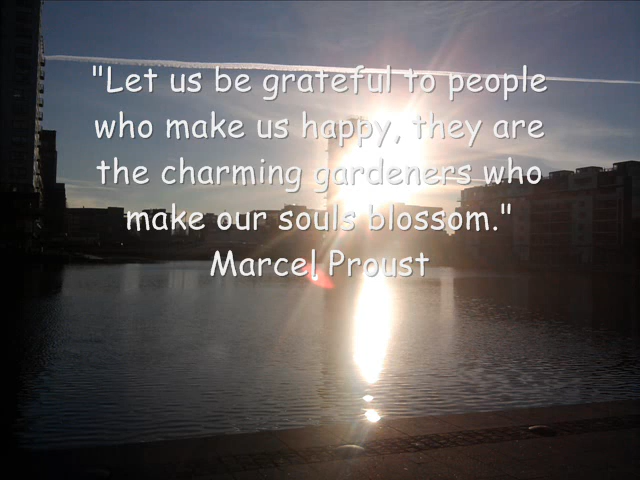 "Let us be grateful to people
who make us happy, they are
the charming gardeners who
make our souls blossom."
Marcel Proust